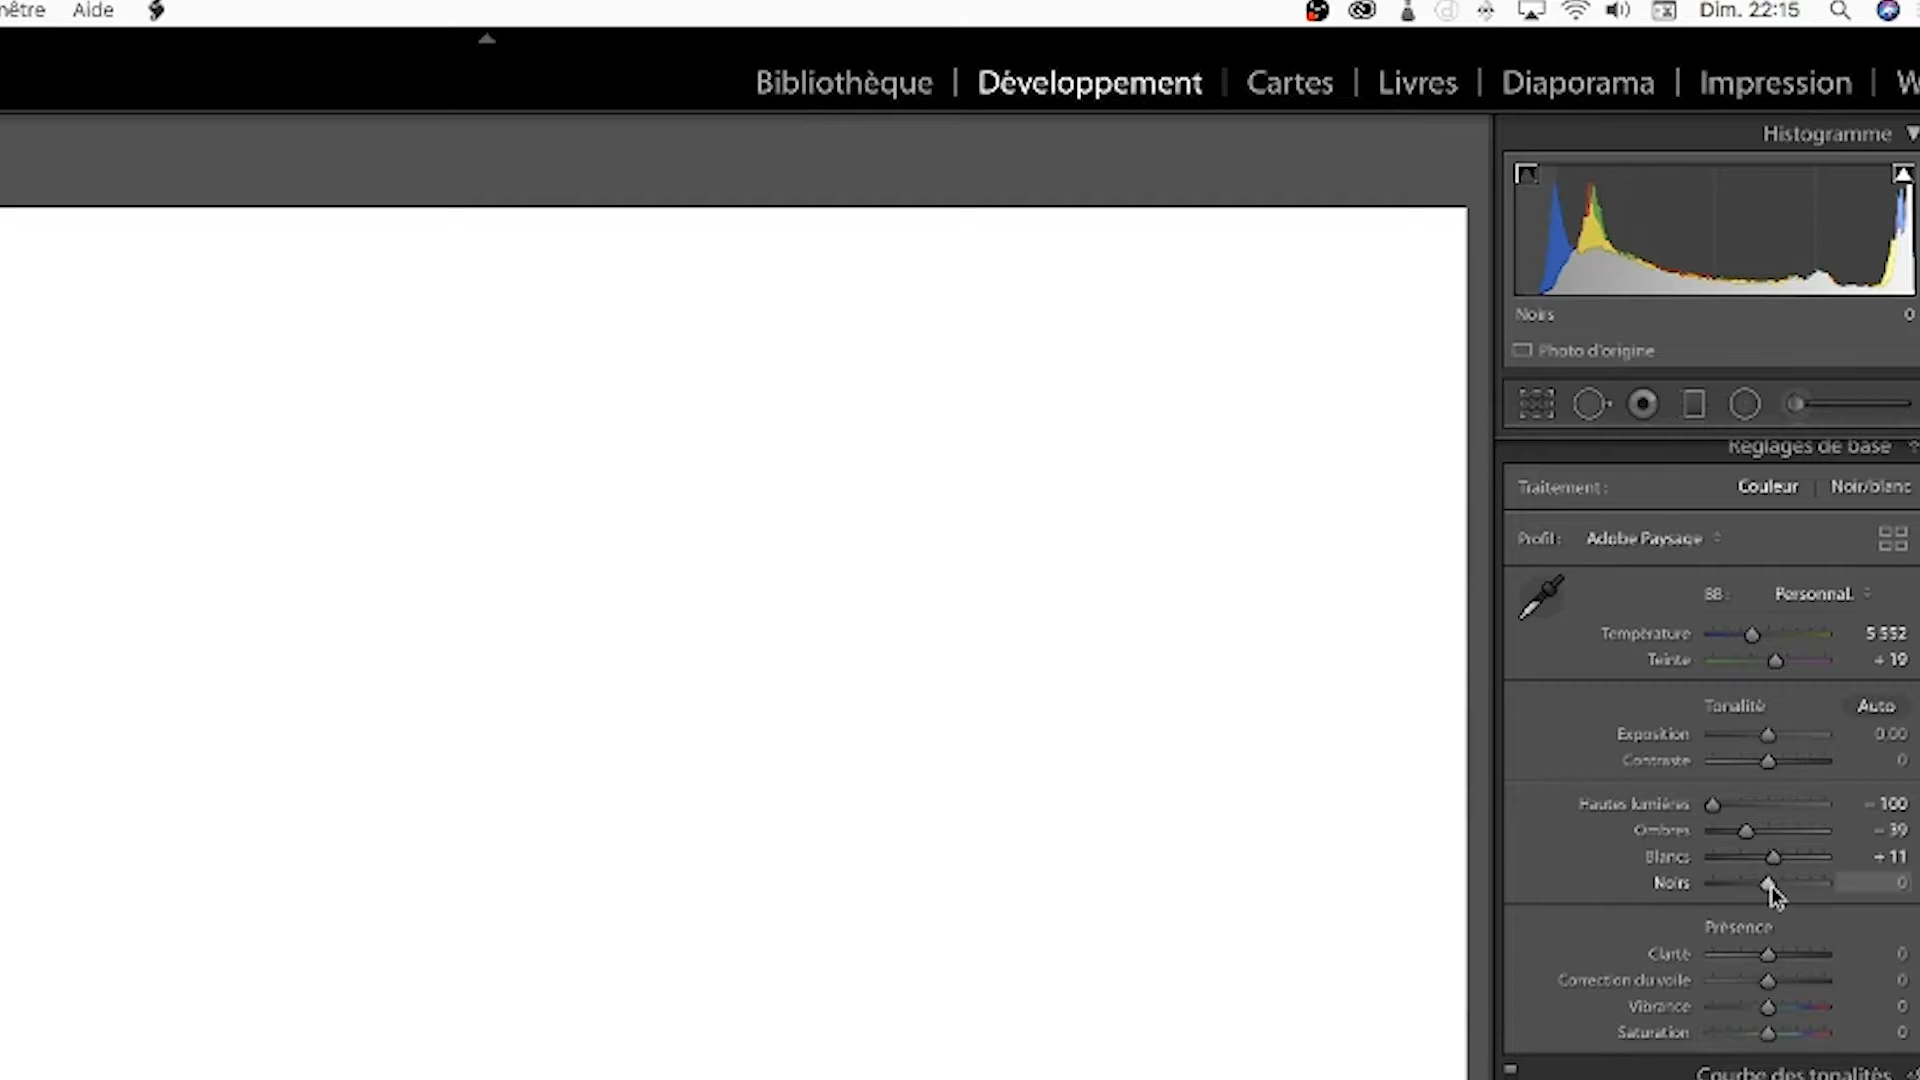 nêtre Aide Dim. 22:15
Bibliothèque | Développement | Cartes | Livres | Diaporama | Impression | W
Histogramme
Noirs 0
Photo d'origine
Réglages de base
Traitement : Couleur | Noir/blanc
Profil : Adobe Paysage
BB : Personnal.
Température 5 552
Teinte + 19
Tonalité Auto
Exposition 0,00
Contraste 0
Hautes lumières − 100
Ombres − 39
Blancs + 11
Noirs 0
Présence
Clarté 0
Correction du voile 0
Vibrance 0
Saturation 0
Courbe des tonalités